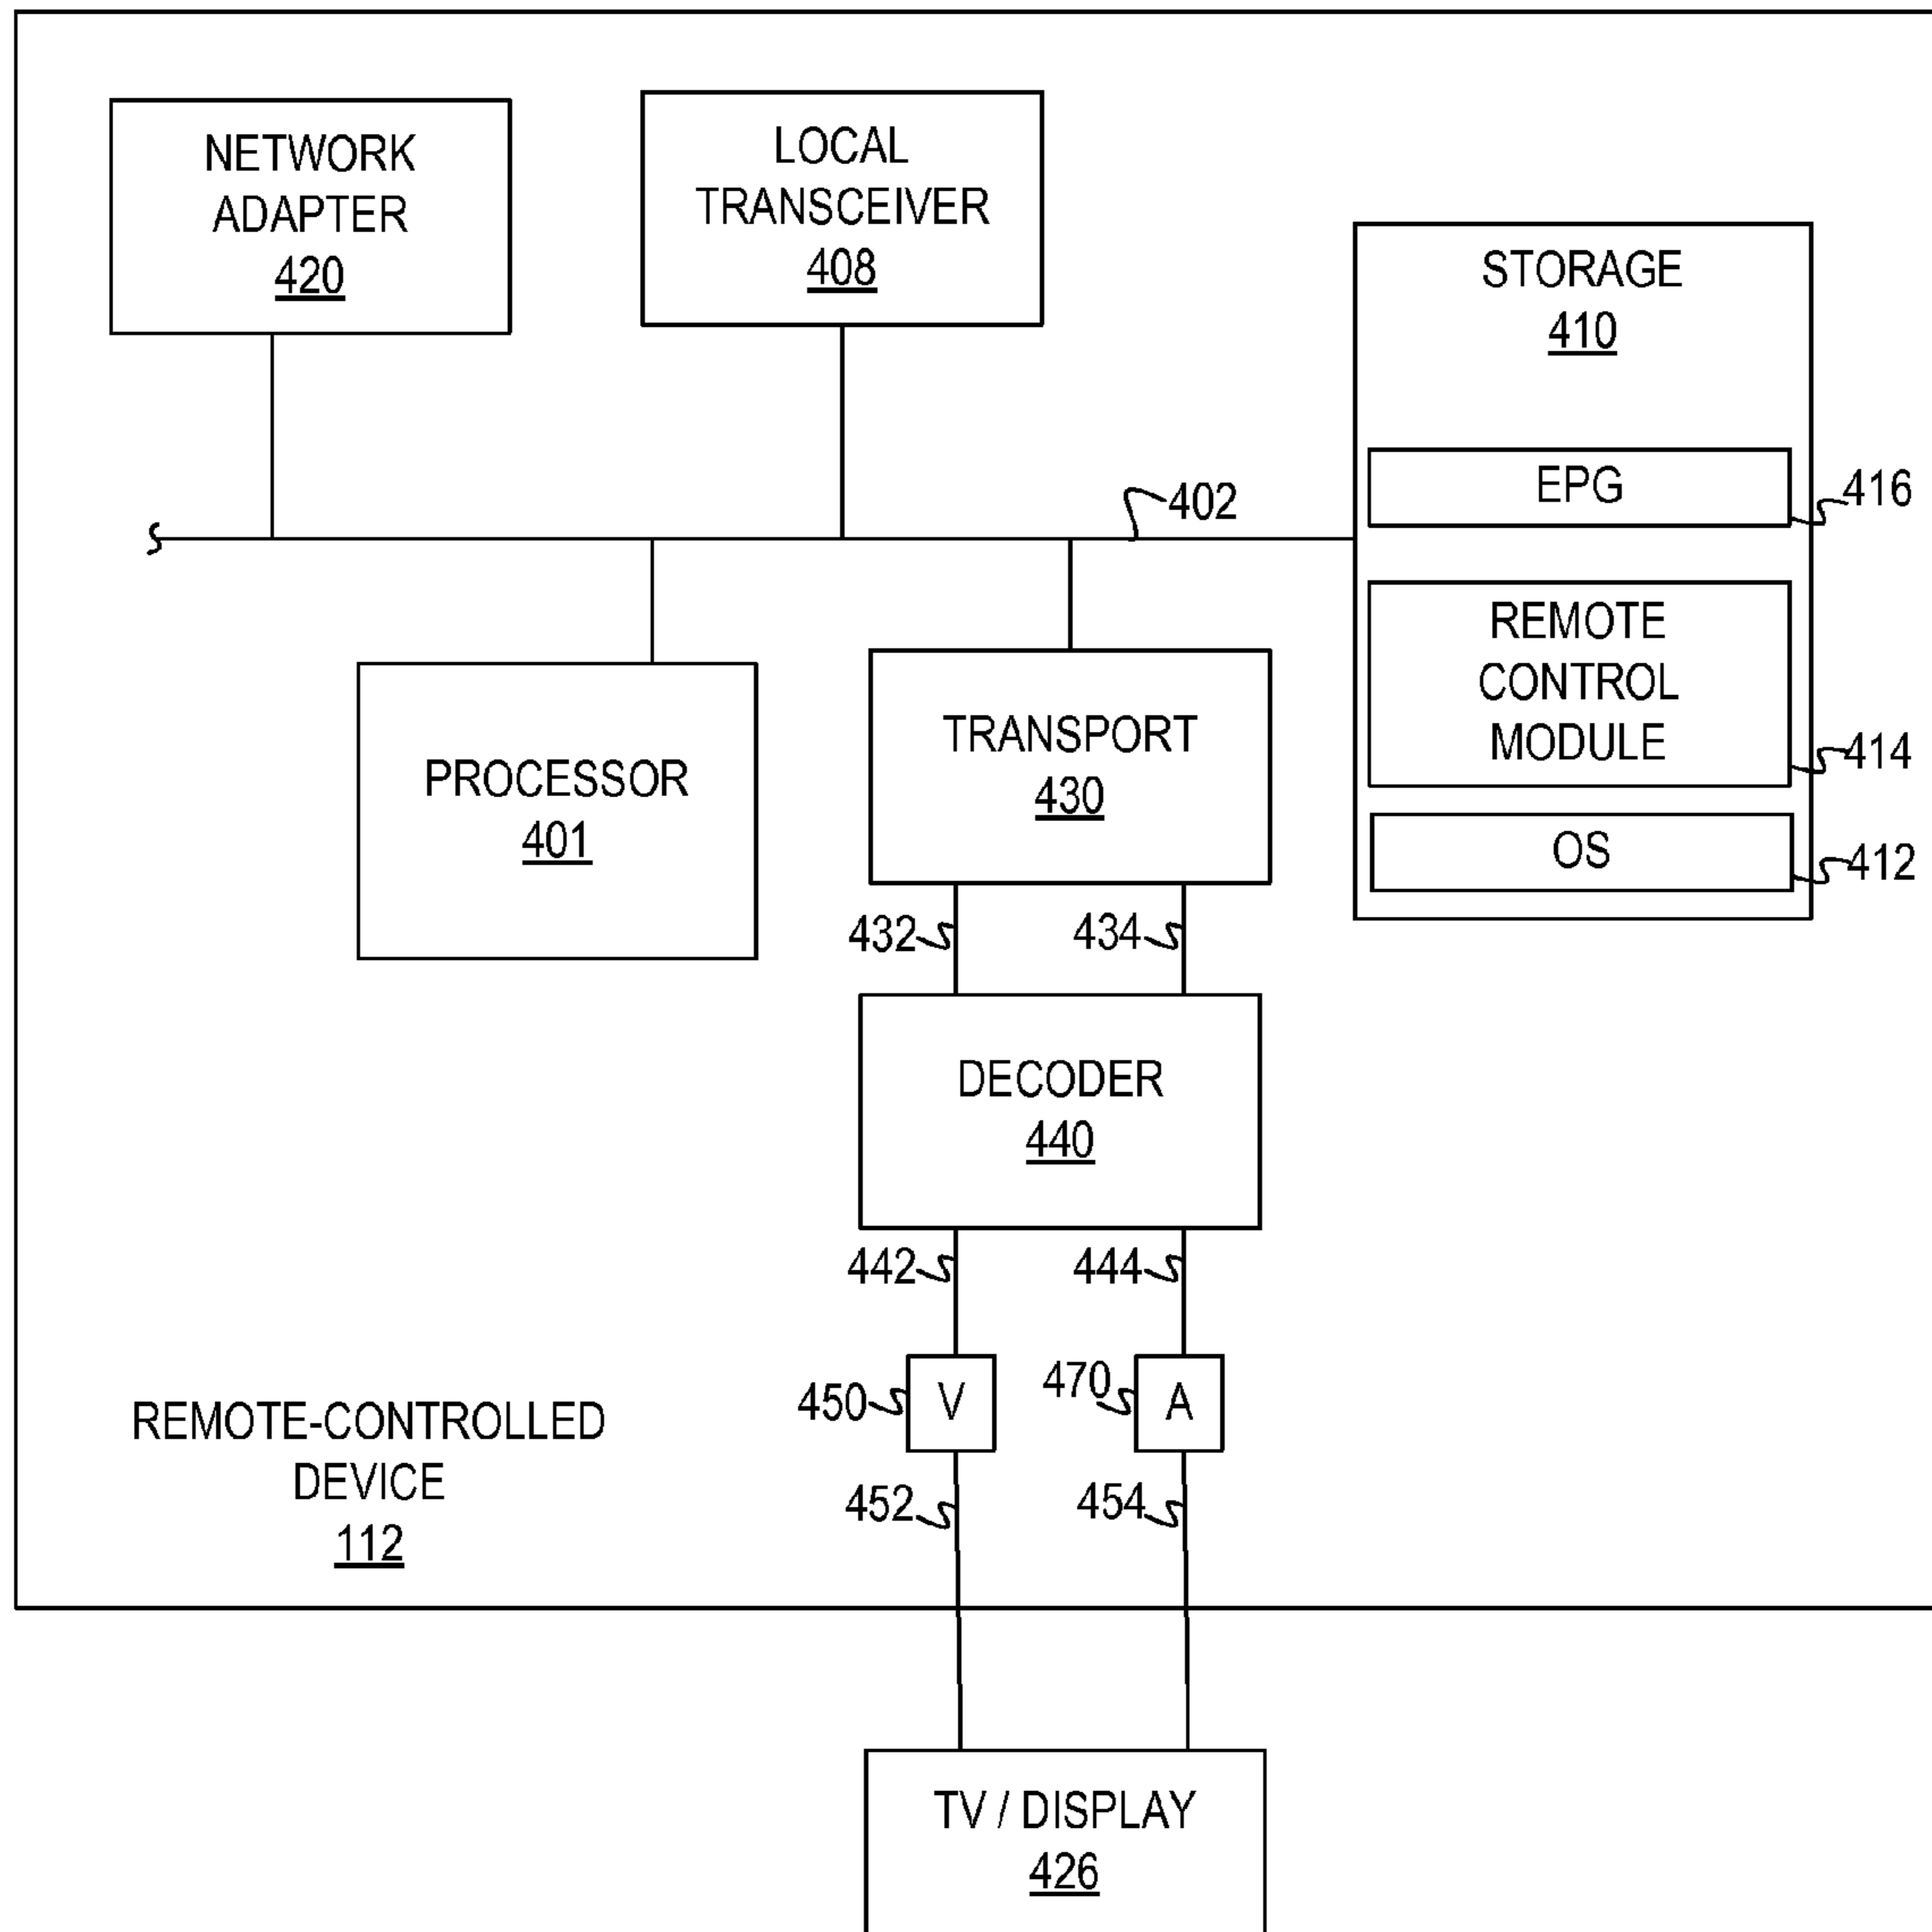 NETWORK
ADAPTER
420
LOCAL
TRANSCEIVER
408
STORAGE
410
EPG
416
402
REMOTE
CONTROL
MODULE
414
OS
412
PROCESSOR
401
TRANSPORT
430
432
434
DECODER
440
442
444
450
V
470
A
452
454
REMOTE-CONTROLLED
DEVICE
112
TV / DISPLAY
426